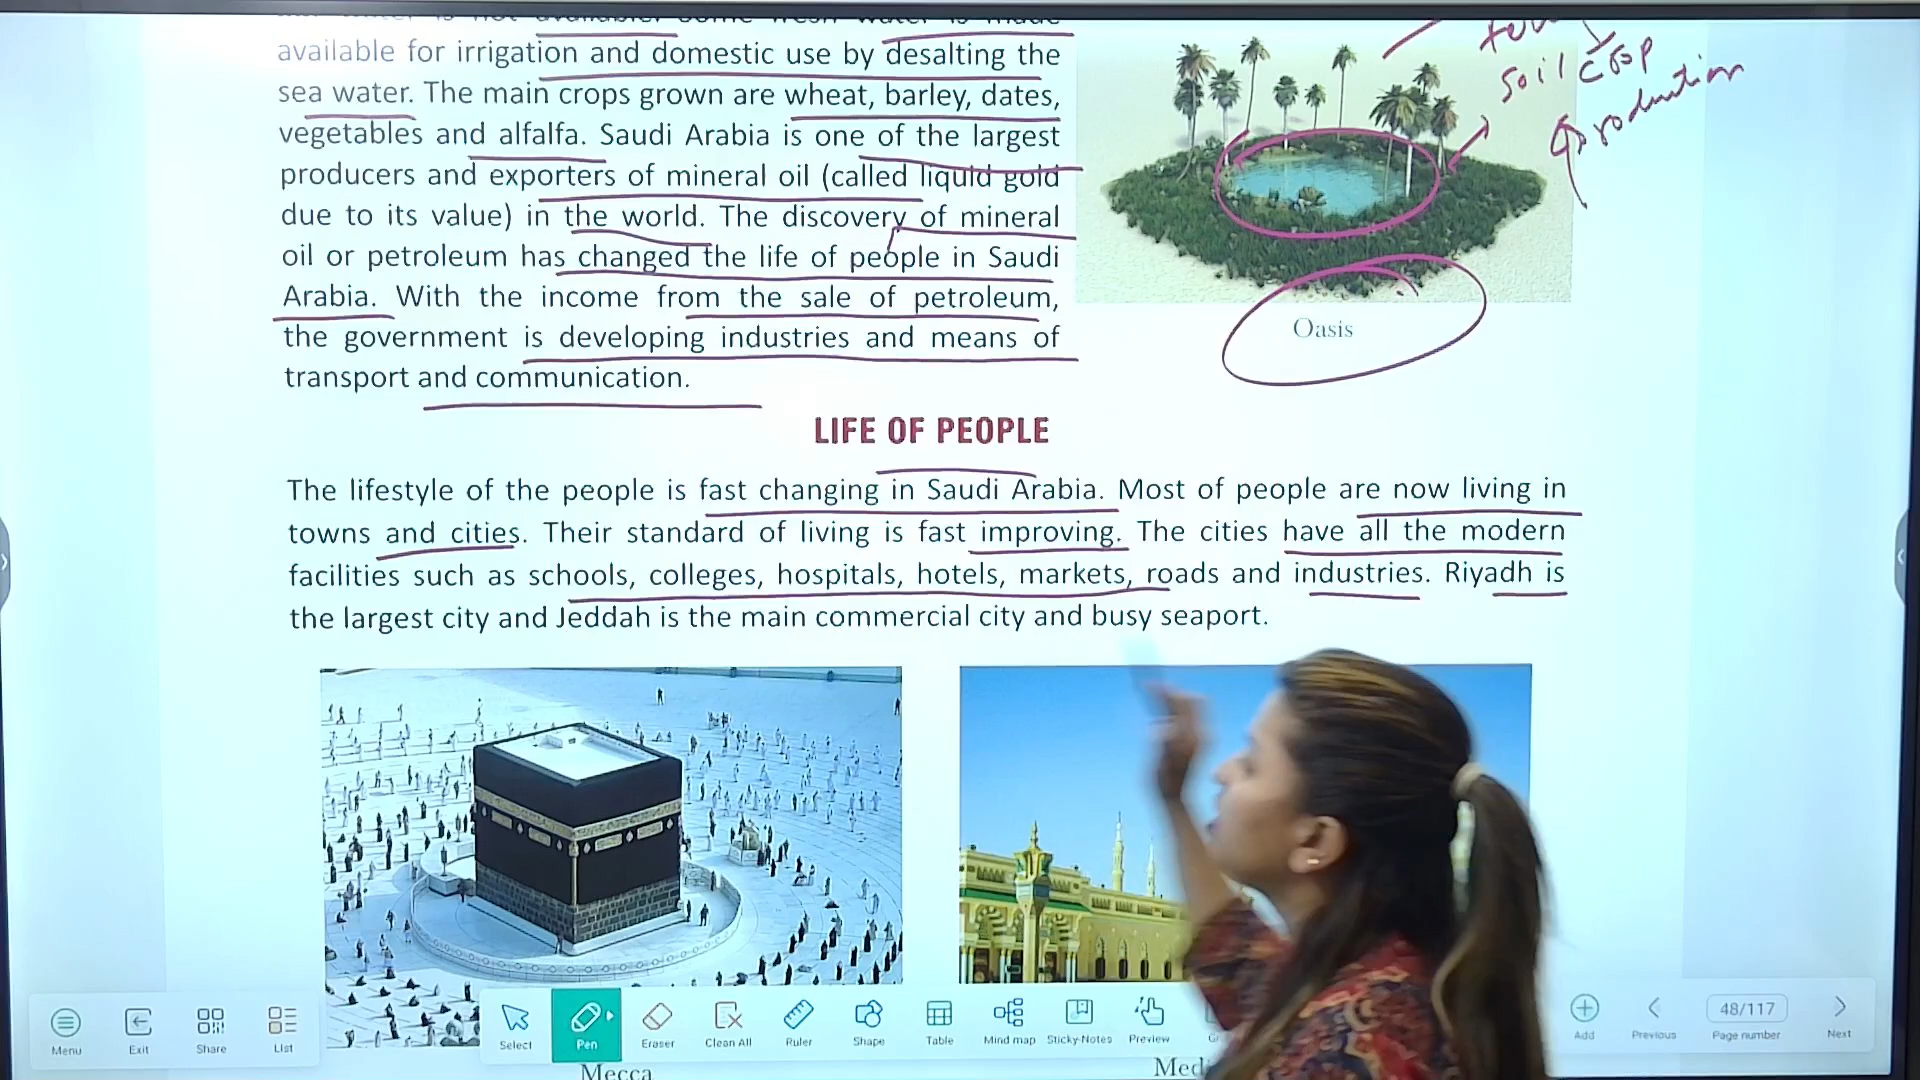 available for irrigation and domestic use by desalting the
sea water. The main crops grown are wheat, barley, dates,
vegetables and alfalfa. Saudi Arabia is one of the largest
producers and exporters of mineral oil (called liquid gold
due to its value) in the world. The discovery of mineral
oil or petroleum has changed the life of people in Saudi
Arabia. With the income from the sale of petroleum,
the government is developing industries and means of
transport and communication.
soil crop
production
Oasis
LIFE OF PEOPLE
The lifestyle of the people is fast changing in Saudi Arabia. Most of people are now living in
towns and cities. Their standard of living is fast improving. The cities have all the modern
facilities such as schools, colleges, hospitals, hotels, markets, roads and industries. Riyadh is
the largest city and Jeddah is the main commercial city and busy seaport.
Mecca
Menu
Exit
Share
List
Select
Pen
Eraser
Clean All
Ruler
Shape
Table
Mind map
Sticky-Notes
Preview
Add
Previous
48/117
Page number
Next